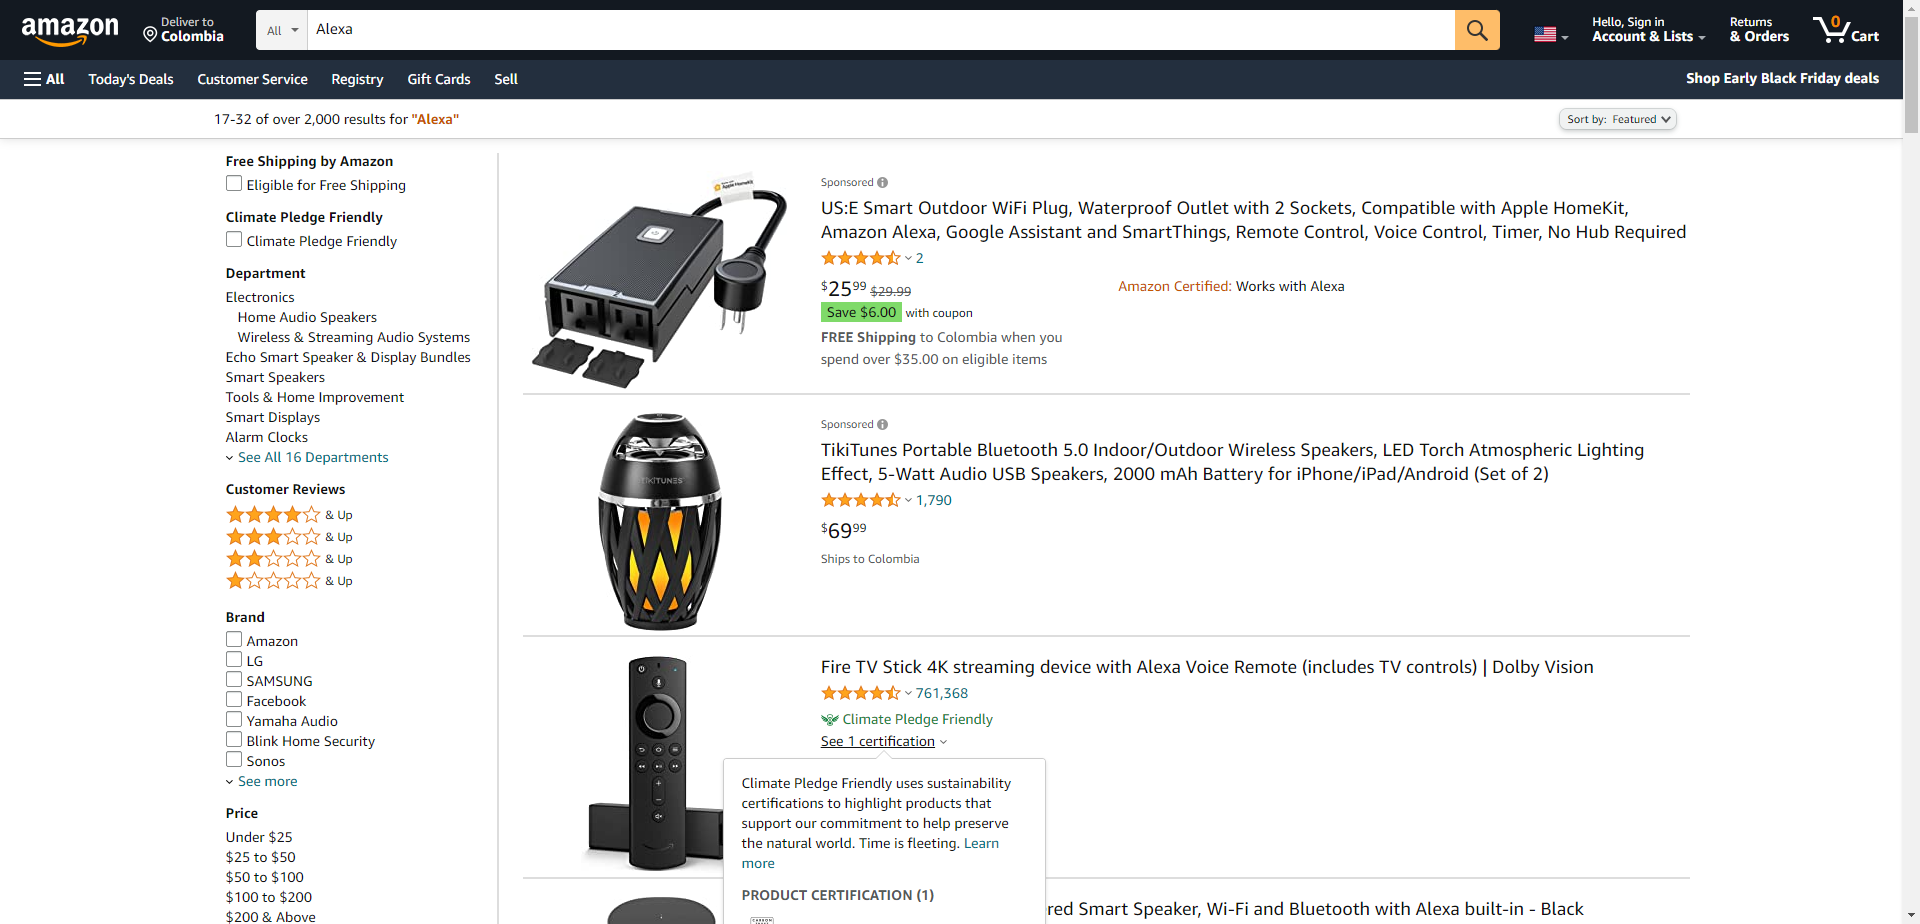 amazon
Deliver to
Colombia
All
Alexa
Hello, Sign in
Account & Lists
Returns
& Orders
0
Cart
All
Today's Deals
Customer Service
Registry
Gift Cards
Sell
Shop Early Black Friday deals
17-32 of over 2,000 results for "Alexa"
Sort by: Featured
Free Shipping by Amazon
Eligible for Free Shipping
Climate Pledge Friendly
Climate Pledge Friendly
Department
Electronics
Home Audio Speakers
Wireless & Streaming Audio Systems
Echo Smart Speaker & Display Bundles
Smart Speakers
Tools & Home Improvement
Smart Displays
Alarm Clocks
See All 16 Departments
Customer Reviews
& Up
& Up
& Up
& Up
Brand
Amazon
LG
SAMSUNG
Facebook
Yamaha Audio
Blink Home Security
Sonos
See more
Price
Under $25
$25 to $50
$50 to $100
$100 to $200
$200 & Above
Apple HomeKit
Sponsored
US:E Smart Outdoor WiFi Plug, Waterproof Outlet with 2 Sockets, Compatible with Apple HomeKit,
Amazon Alexa, Google Assistant and SmartThings, Remote Control, Voice Control, Timer, No Hub Required
2
$25.99 $29.99
Save $6.00 with coupon
FREE Shipping to Colombia when you
spend over $35.00 on eligible items
Amazon Certified: Works with Alexa
TIKITUNES
Sponsored
TikiTunes Portable Bluetooth 5.0 Indoor/Outdoor Wireless Speakers, LED Torch Atmospheric Lighting
Effect, 5-Watt Audio USB Speakers, 2000 mAh Battery for iPhone/iPad/Android (Set of 2)
1,790
$69.99
Ships to Colombia
Fire TV Stick 4K streaming device with Alexa Voice Remote (includes TV controls) | Dolby Vision
761,368
Climate Pledge Friendly
See 1 certification
Climate Pledge Friendly uses sustainability
certifications to highlight products that
support our commitment to help preserve
the natural world. Time is fleeting. Learn
more
PRODUCT CERTIFICATION (1)
red Smart Speaker, Wi-Fi and Bluetooth with Alexa built-in - Black